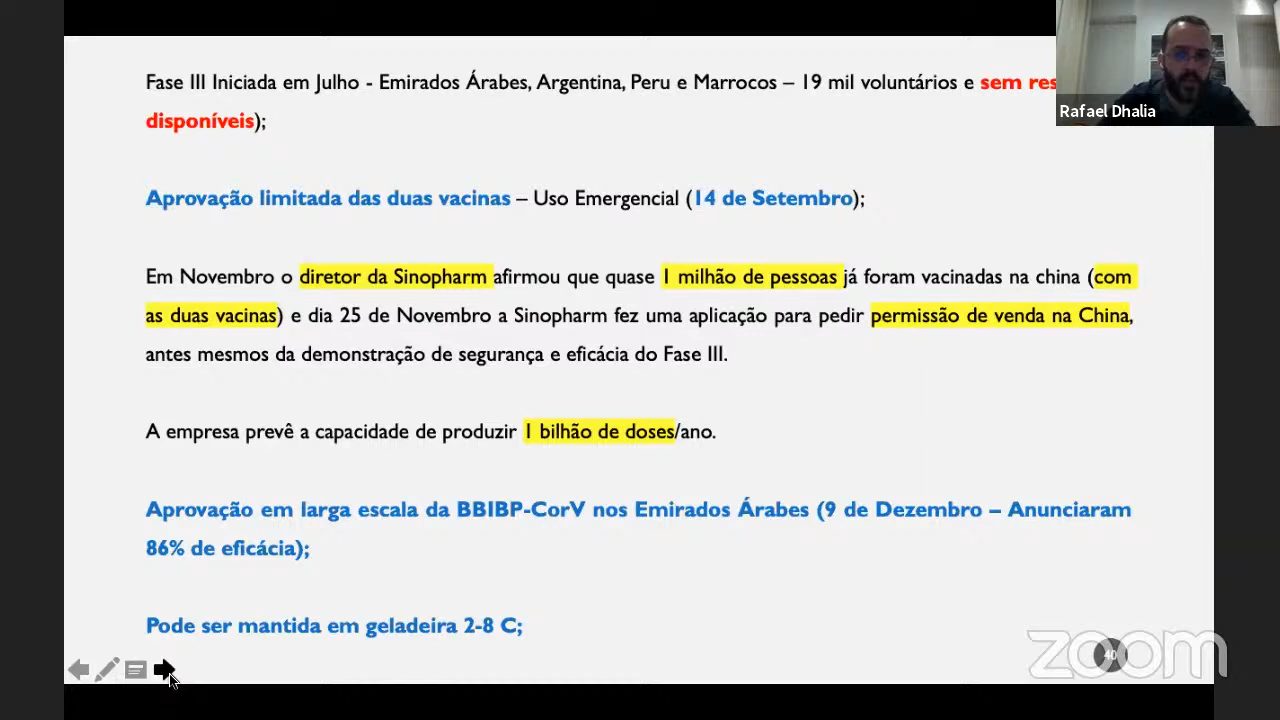 Fase III Iniciada em Julho - Emirados Árabes, Argentina, Peru e Marrocos – 19 mil voluntários e sem
disponíveis);
Aprovação limitada das duas vacinas – Uso Emergencial (14 de Setembro);
Em Novembro o diretor da Sinopharm afirmou que quase 1 milhão de pessoas já foram vacinadas na china (com
as duas vacinas) e dia 25 de Novembro a Sinopharm fez uma aplicação para pedir permissão de venda na China,
antes mesmos da demonstração de segurança e eficácia do Fase III.
A empresa prevê a capacidade de produzir 1 bilhão de doses/ano.
Aprovação em larga escala da BBIBP-CorV nos Emirados Árabes (9 de Dezembro – Anunciaram
86% de eficácia);
Pode ser mantida em geladeira 2-8 C;
Rafael Dhalia
40
zoom